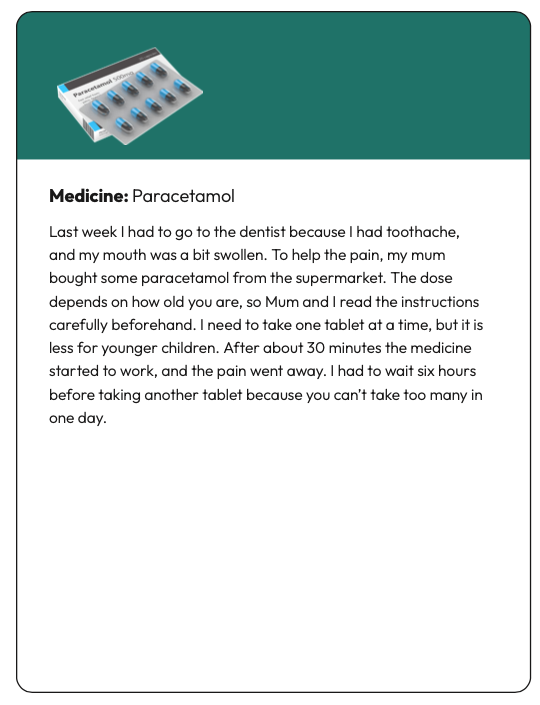 Paracetamol 500mg
Medicine: Paracetamol
Last week I had to go to the dentist because I had toothache,
and my mouth was a bit swollen. To help the pain, my mum
bought some paracetamol from the supermarket. The dose
depends on how old you are, so Mum and I read the instructions
carefully beforehand. I need to take one tablet at a time, but it is
less for younger children. After about 30 minutes the medicine
started to work, and the pain went away. I had to wait six hours
before taking another tablet because you can’t take too many in
one day.